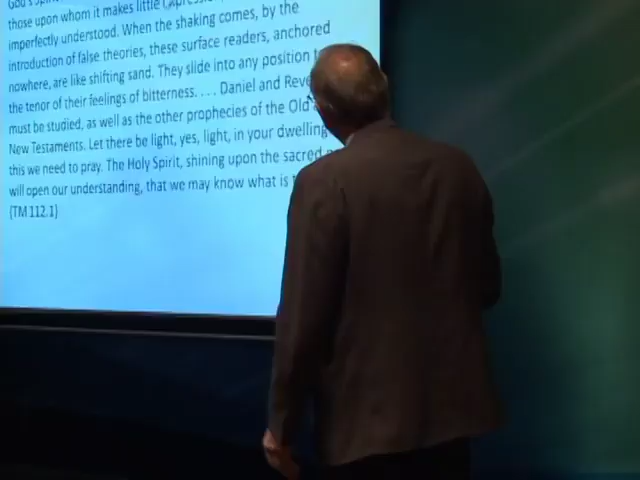 those upon whom it makes little
imperfectly understood. When the shaking comes, by the
introduction of false theories, these surface readers, anchored
nowhere, are like shifting sand. They slide into any position
the tenor of their feelings of bitterness. . . . Daniel and
must be studied, as well as the other prophecies of the Old
New Testaments. Let there be light, yes, light, in your dwelling
this we need to pray. The Holy Spirit, shining upon the sacred
will open our understanding, that we may know what is
{TM 112.1}